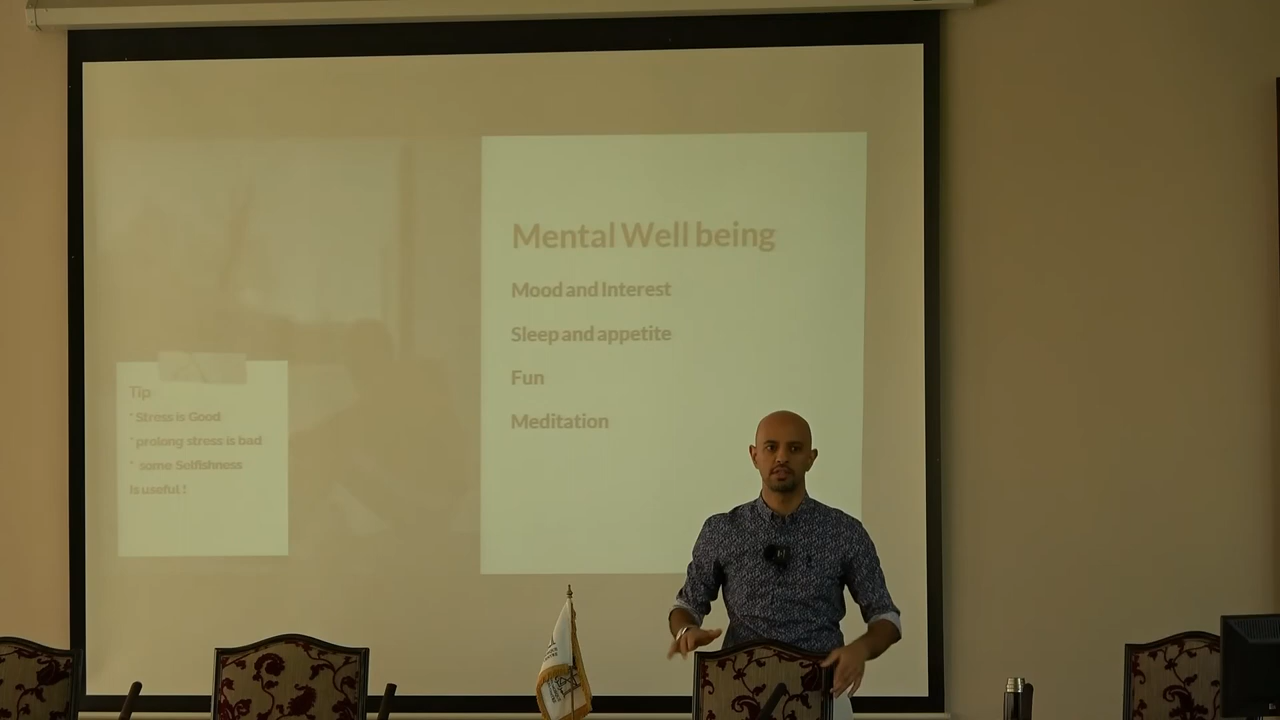 Mental Well being
Mood and Interest
Sleep and appetite
Fun
Meditation
Tip
* Stress is Good
* prolong stress is bad
* some Selfishness
is useful !